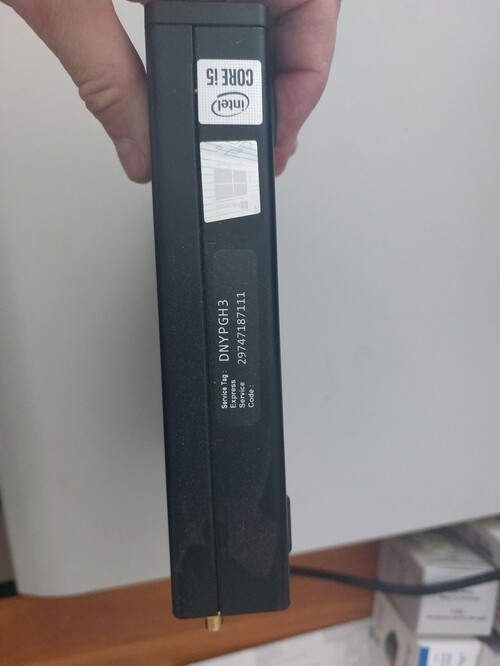 intel
CORE i5
Service Tag : DNYPGH3
Express
Service 29747187111
Code :